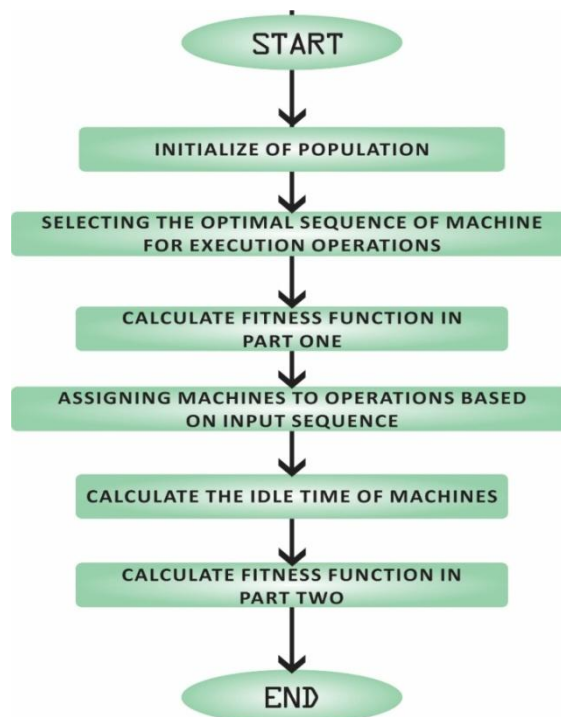 START
INITIALIZE OF POPULATION
SELECTING THE OPTIMAL SEQUENCE OF MACHINE
FOR EXECUTION OPERATIONS
CALCULATE FITNESS FUNCTION IN
PART ONE
ASSIGNING MACHINES TO OPERATIONS BASED
ON INPUT SEQUENCE
CALCULATE THE IDLE TIME OF MACHINES
CALCULATE FITNESS FUNCTION IN
PART TWO
END